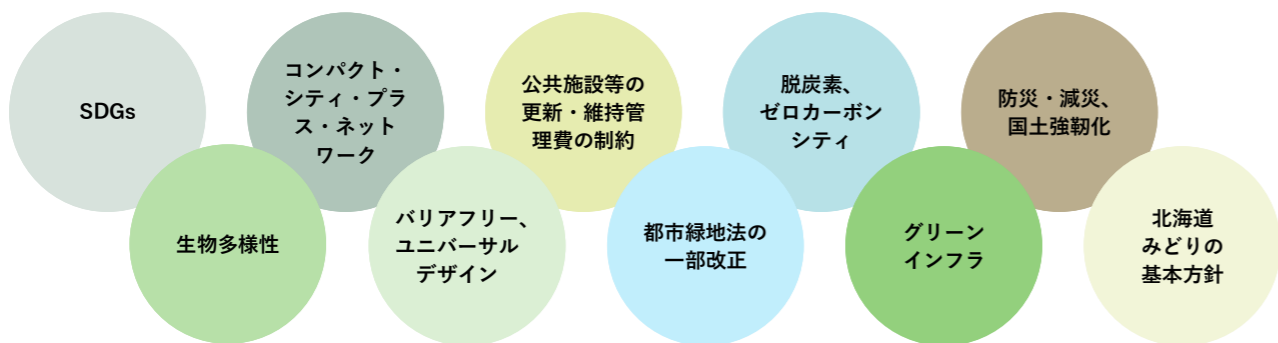 SDGs
コンパクト・
シティ・プラ
ス・ネット
ワーク
公共施設等の
更新・維持管
理費の制約
脱炭素、
ゼロカーボン
シティ
防災・減災、
国土強靭化
生物多様性
バリアフリー、
ユニバーサル
デザイン
都市緑地法の
一部改正
グリーン
インフラ
北海道
みどりの
基本方針